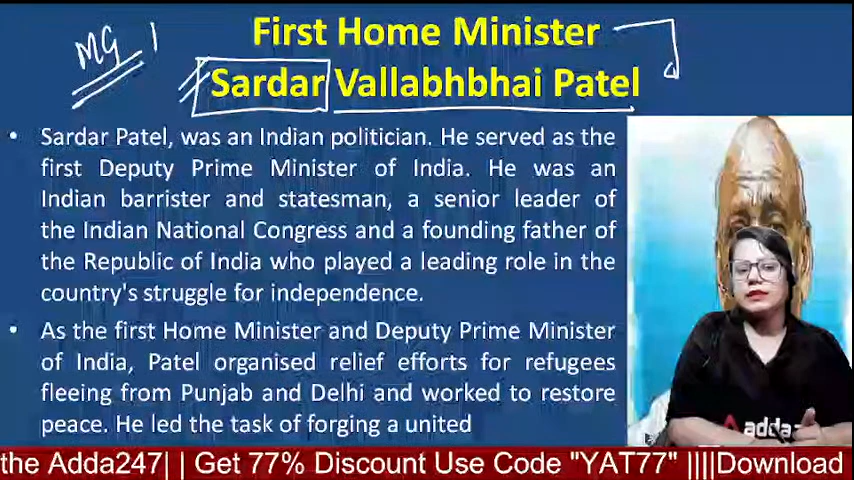 MG 1
First Home Minister
Sardar Vallabhbhai Patel
• Sardar Patel, was an Indian politician. He served as the
first Deputy Prime Minister of India. He was an
Indian barrister and statesman, a senior leader of
the Indian National Congress and a founding father of
the Republic of India who played a leading role in the
country's struggle for independence.
• As the first Home Minister and Deputy Prime Minister
of India, Patel organised relief efforts for refugees
fleeing from Punjab and Delhi and worked to restore
peace. He led the task of forging a united
adda
the Adda247| | Get 77% Discount Use Code "YAT77" ||||Download